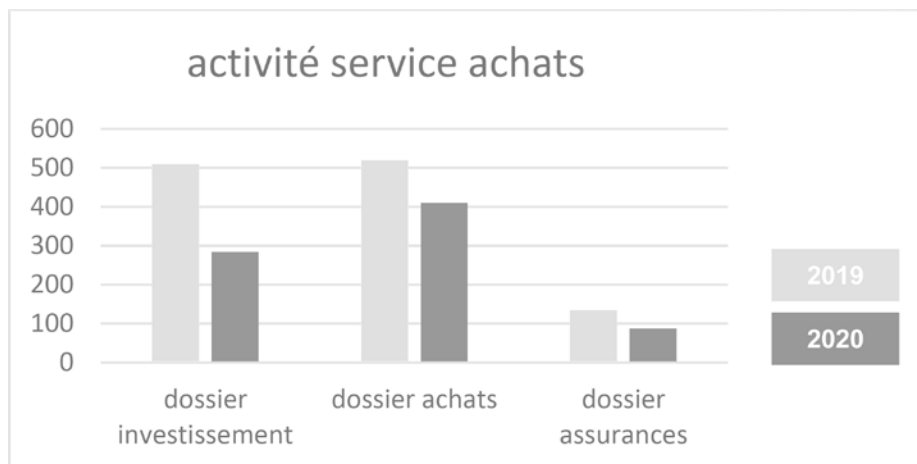 activité service achats
600
500
400
300
200
100
0
dossier
investissement
dossier achats
dossier
assurances
2019
2020